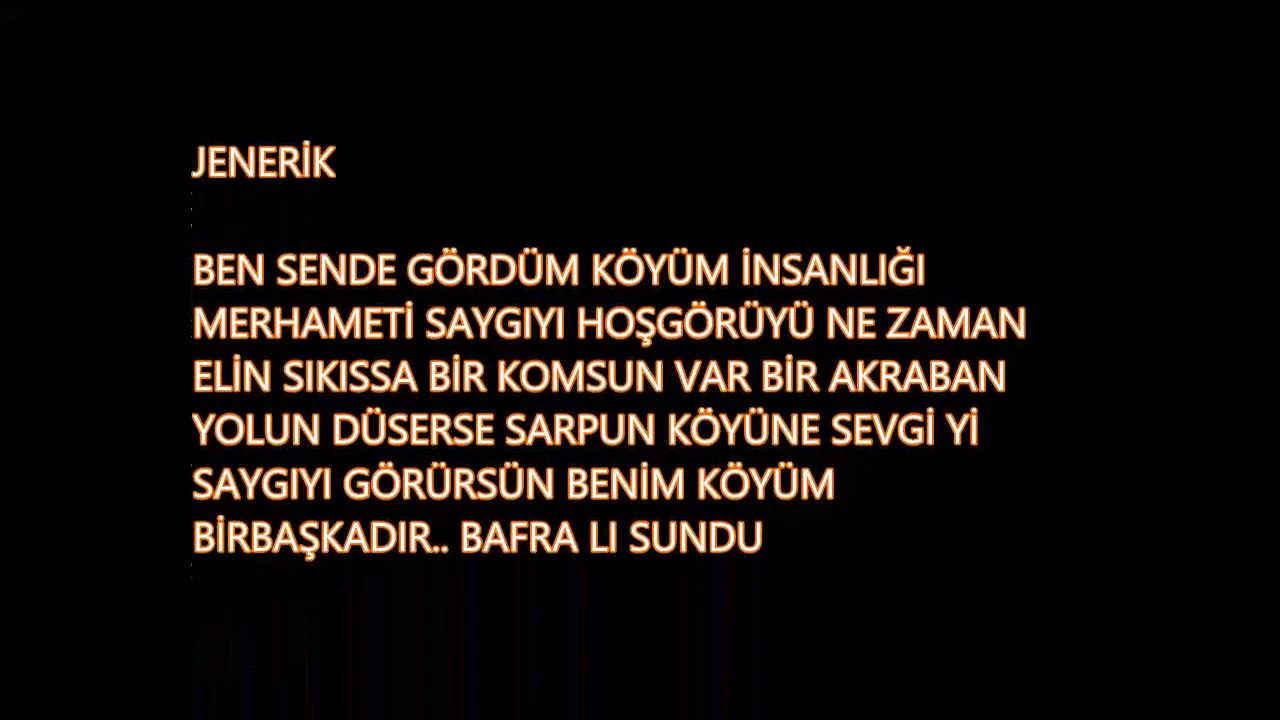 JENERİK
BEN SENDE GÖRDÜM KÖYÜM İNSANLIĞI
MERHAMETİ SAYGIYI HOŞGÖRÜYÜ NE ZAMAN
ELİN SIKISSA BİR KOMSUN VAR BİR AKRABAN
YOLUN DÜSERSE SARPUN KÖYÜNE SEVGİ Yİ
SAYGIYI GÖRÜRSÜN BENİM KÖYÜM
BİRBAŞKADIR.. BAFRA LI SUNDU